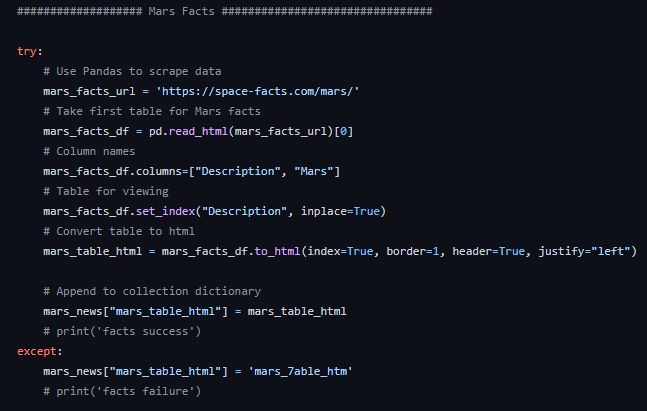 ################### Mars Facts ################################
try:
    # Use Pandas to scrape data
    mars_facts_url = 'https://space-facts.com/mars/'
    # Take first table for Mars facts
    mars_facts_df = pd.read_html(mars_facts_url)[0]
    # Column names
    mars_facts_df.columns=["Description", "Mars"]
    # Table for viewing
    mars_facts_df.set_index("Description", inplace=True)
    # Convert table to html
    mars_table_html = mars_facts_df.to_html(index=True, border=1, header=True, justify="left")
    # Append to collection dictionary
    mars_news["mars_table_html"] = mars_table_html
    # print('facts success')
except:
    mars_news["mars_table_html"] = 'mars_7able_htm'
    # print('facts failure')